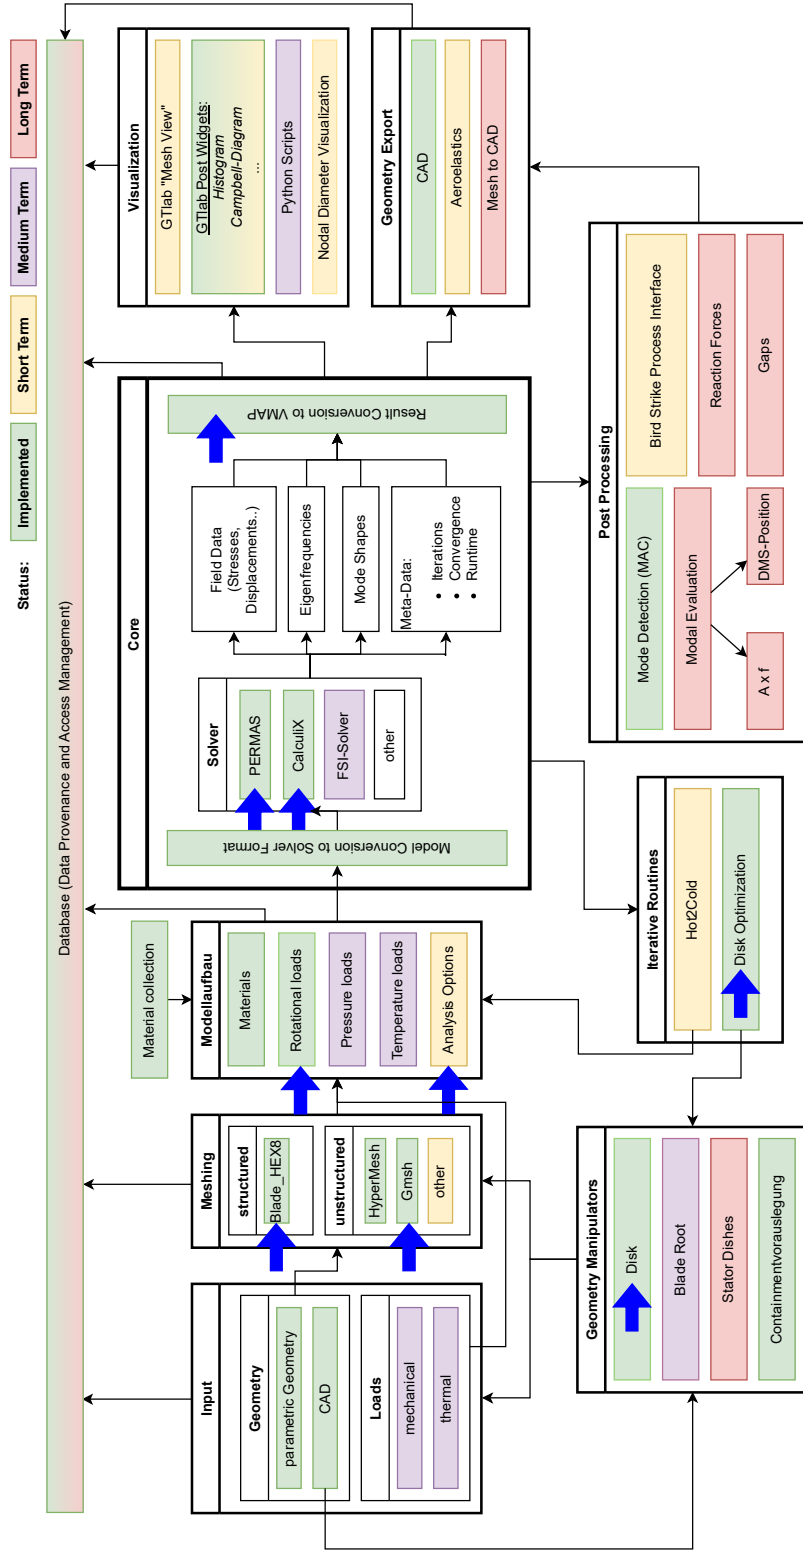 Status:
Implemented
Short Term
Medium Term
Long Term
Database (Data Provenance and Access Management)
Input
Geometry
parametric Geometry
CAD
Loads
mechanical
thermal
Meshing
structured
Blade_HEX8
unstructured
HyperMesh
Gmsh
other
Material collection
Modellaufbau
Materials
Rotational loads
Pressure loads
Temperature loads
Analysis Options
Core
Model Conversion to Solver Format
Solver
PERMAS
CalculiX
FSI-Solver
other
Field Data
(Stresses,
Displacements..)
Eigenfrequencies
Mode Shapes
Meta-Data:
• Iterations
• Convergence
• Runtime
Result Conversion to VMAP
Visualization
GTlab "Mesh View"
GTlab Post Widgets:
Histogram
Campbell-Diagram
...
Python Scripts
Nodal Diameter Visualization
Geometry Export
CAD
Aeroelastics
Mesh to CAD
Geometry Manipulators
Disk
Blade Root
Stator Dishes
Containmentvorauslegung
Iterative Routines
Hot2Cold
Disk Optimization
Post Processing
Mode Detection (MAC)
Bird Strike Process Interface
Modal Evaluation
Reaction Forces
A x f
DMS-Position
Gaps